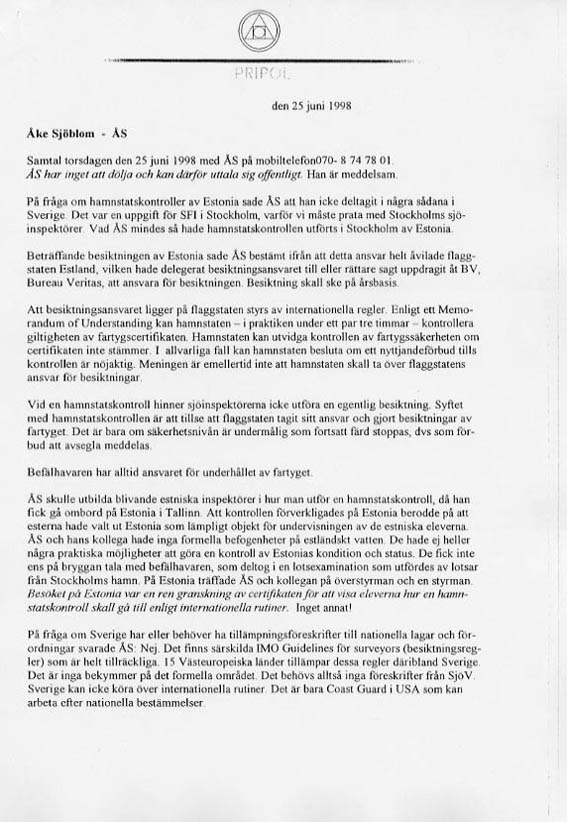 PRIPOL
den 25 juni 1998
Åke Sjöblom - ÅS
Samtal torsdagen den 25 juni 1998 med ÅS på mobiltelefon070- 8 74 78 01.
ÅS har inget att dölja och kan därför uttala sig offentligt. Han är meddelsam.
På fråga om hamnstatskontroller av Estonia sade ÅS att han icke deltagit i några sådana i
Sverige. Det var en uppgift för SFI i Stockholm, varför vi måste prata med Stockholms sjö-
inspektörer. Vad ÅS mindes så hade hamnstatskontrollen utförts i Stockholm av Estonia.
Beträffande besiktningen av Estonia sade ÅS bestämt ifrån att detta ansvar helt åvilade flagg-
staten Estland, vilken hade delegerat besiktningsansvaret till eller rättare sagt uppdragit åt BV,
Bureau Veritas, att ansvara för besiktningen. Besiktning skall ske på årsbasis.
Att besiktningsansvaret ligger på flaggstaten styrs av internationella regler. Enligt ett Memo-
randum of Understanding kan hamnstaten – i praktiken under ett par tre timmar – kontrollera
giltigheten av fartygscertifikaten. Hamnstaten kan utvidga kontrollen av fartygssäkerheten om
certifikaten inte stämmer. I allvarliga fall kan hamnstaten besluta om ett nyttjandeförbud tills
kontrollen är nöjaktig. Meningen är emellertid inte att hamnstaten skall ta över flaggstatens
ansvar för besiktningar.
Vid en hamnstatskontroll hinner sjöinspektörerna icke utföra en egentlig besiktning. Syftet
med hamnstatskontrollen är att tillse att flaggstaten tagit sitt ansvar och gjort besiktningar av
fartyget. Det är bara om säkerhetsnivån är undermålig som fortsatt färd stoppas, dvs som för-
bud att avsegla meddelas.
Befälhavaren har alltid ansvaret för underhållet av fartyget.
ÅS skulle utbilda blivande estniska inspektörer i hur man utför en hamnstatskontroll, då han
fick gå ombord på Estonia i Tallinn. Att kontrollen förverkligades på Estonia berodde på att
esterna hade valt ut Estonia som lämpligt objekt för undervisningen av de estniska eleverna.
ÅS och hans kollega hade inga formella befogenheter på estländskt vatten. De hade ej heller
några praktiska möjligheter att göra en kontroll av Estonias kondition och status. De fick inte
ens på bryggan tala med befälhavaren, som deltog i en lotsexamination som utfördes av lotsar
från Stockholms hamn. På Estonia träffade ÅS och kollegan på överstyrman och en styrman.
Besöket på Estonia var en ren granskning av certifikaten för att visa eleverna hur en hamn-
statskontroll skall gå till enligt internationella rutiner. Inget annat!
På fråga om Sverige har eller behöver ha tillämpningsföreskrifter till nationella lagar och för-
ordningar svarade ÅS: Nej. Det finns särskilda IMO Guidelines for surveyors (besiktningsreg-
ler) som är helt tillräckliga. 15 Västeuropeiska länder tillämpar dessa regler däribland Sverige.
Det är inga bekymmer på det formella området. Det behövs alltså inga föreskrifter från SjöV.
Sverige kan icke köra över internationella rutiner. Det är bara Coast Guard i USA som kan
arbeta efter nationella bestämmelser.